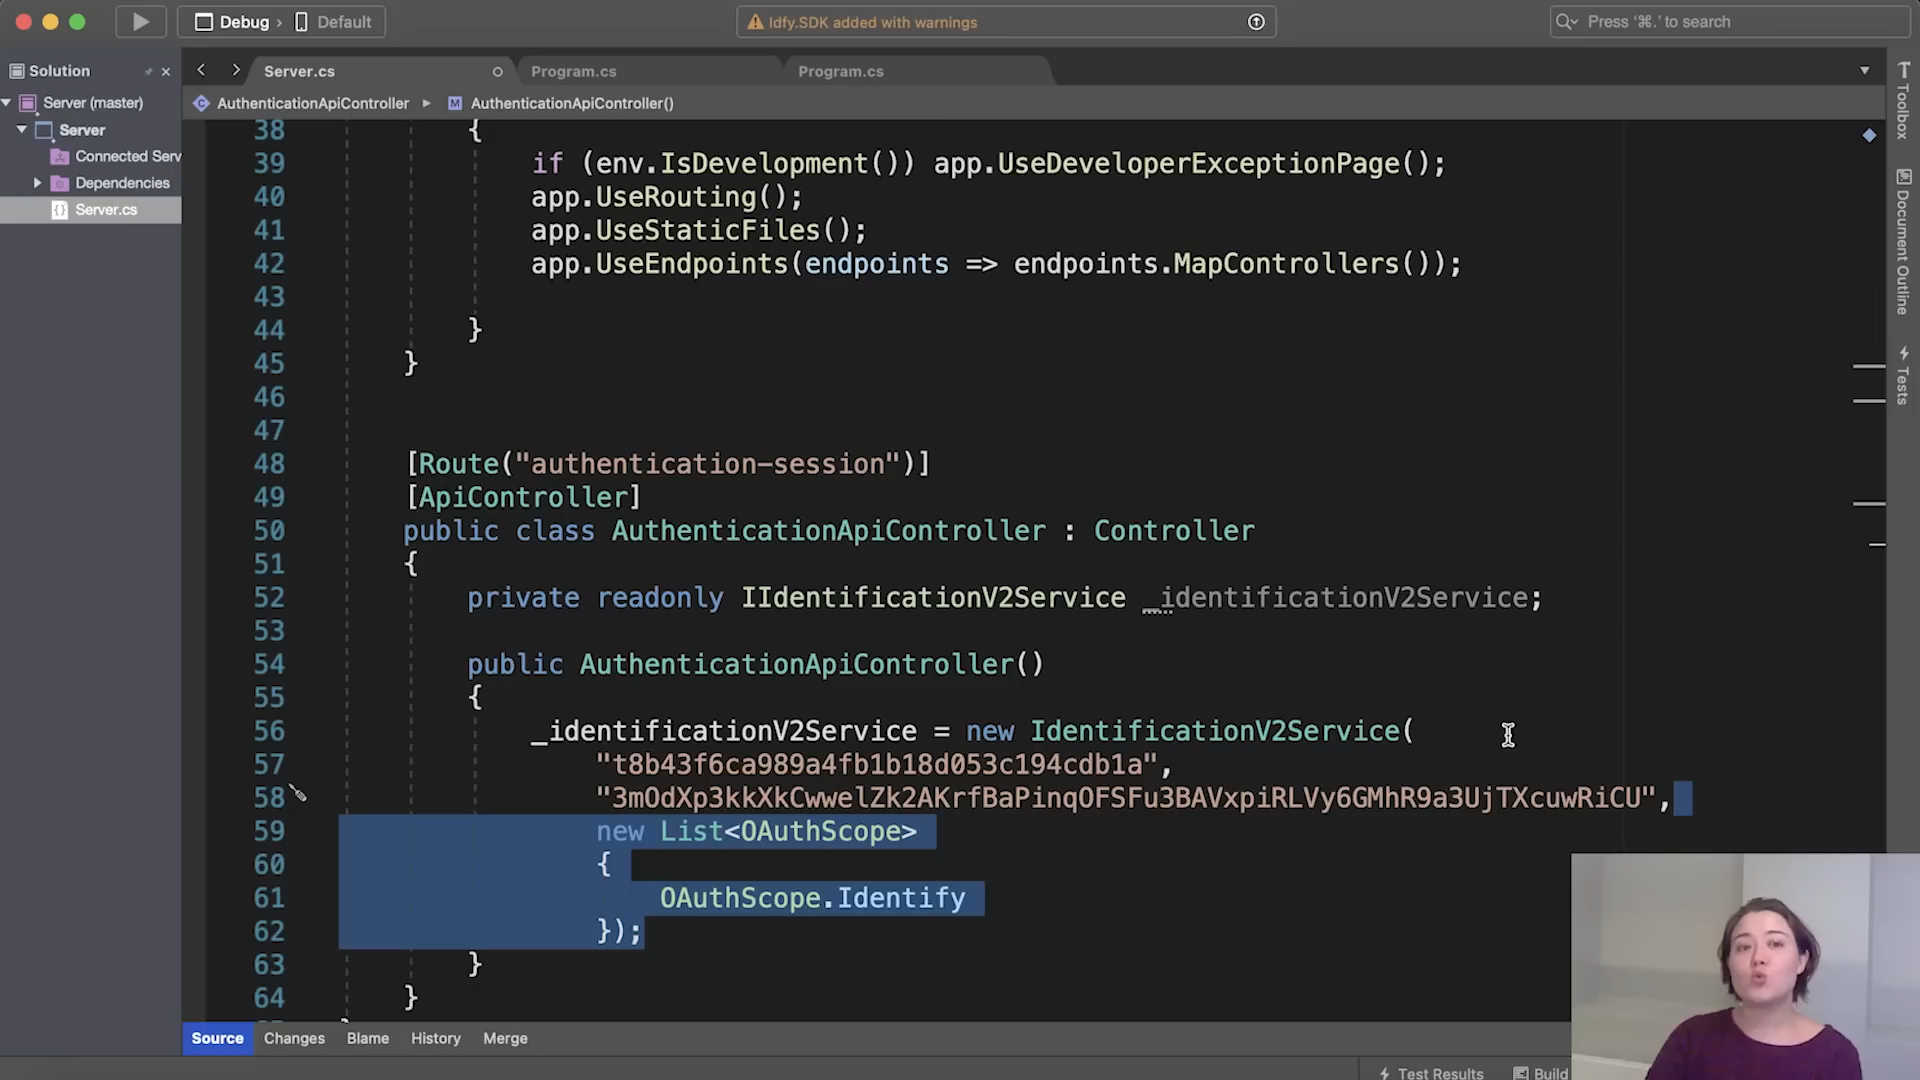 Debug › Default
Idfy.SDK added with warnings
Press ‘⌘.’ to search
Solution
Server.cs
Program.cs
Program.cs
AuthenticationApiController
AuthenticationApiController()
Server (master)
Server
Connected Serv
Dependencies
Server.cs
Toolbox
Document Outline
Tests
38 {
39 if (env.IsDevelopment()) app.UseDeveloperExceptionPage();
40 app.UseRouting();
41 app.UseStaticFiles();
42 app.UseEndpoints(endpoints => endpoints.MapControllers());
43
44 }
45 }
46
47
48 [Route("authentication-session")]
49 [ApiController]
50 public class AuthenticationApiController : Controller
51 {
52 private readonly IIdentificationV2Service _identificationV2Service;
53
54 public AuthenticationApiController()
55 {
56 _identificationV2Service = new IdentificationV2Service(
57 "t8b43f6ca989a4fb1b18d053c194cdb1a",
58 "3mOdXp3kkXkCwwelZk2AKrfBaPinqOFSFu3BAVxpiRLVy6GMhR9a3UjTXcuwRiCU",
59 new List<OAuthScope>
60 {
61 OAuthScope.Identify
62 });
63 }
64 }
Source Changes Blame History Merge
Test Results Build